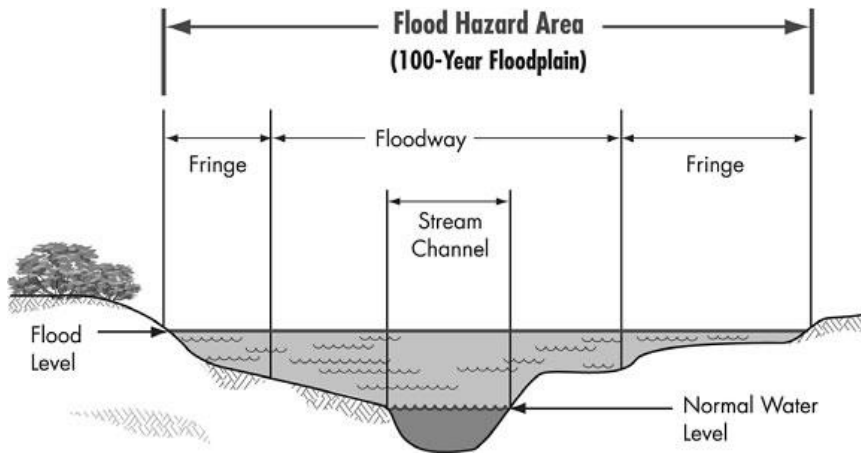 Flood Hazard Area
(100-Year Floodplain)
Fringe
Floodway
Fringe
Stream
Channel
Flood
Level
Normal Water
Level